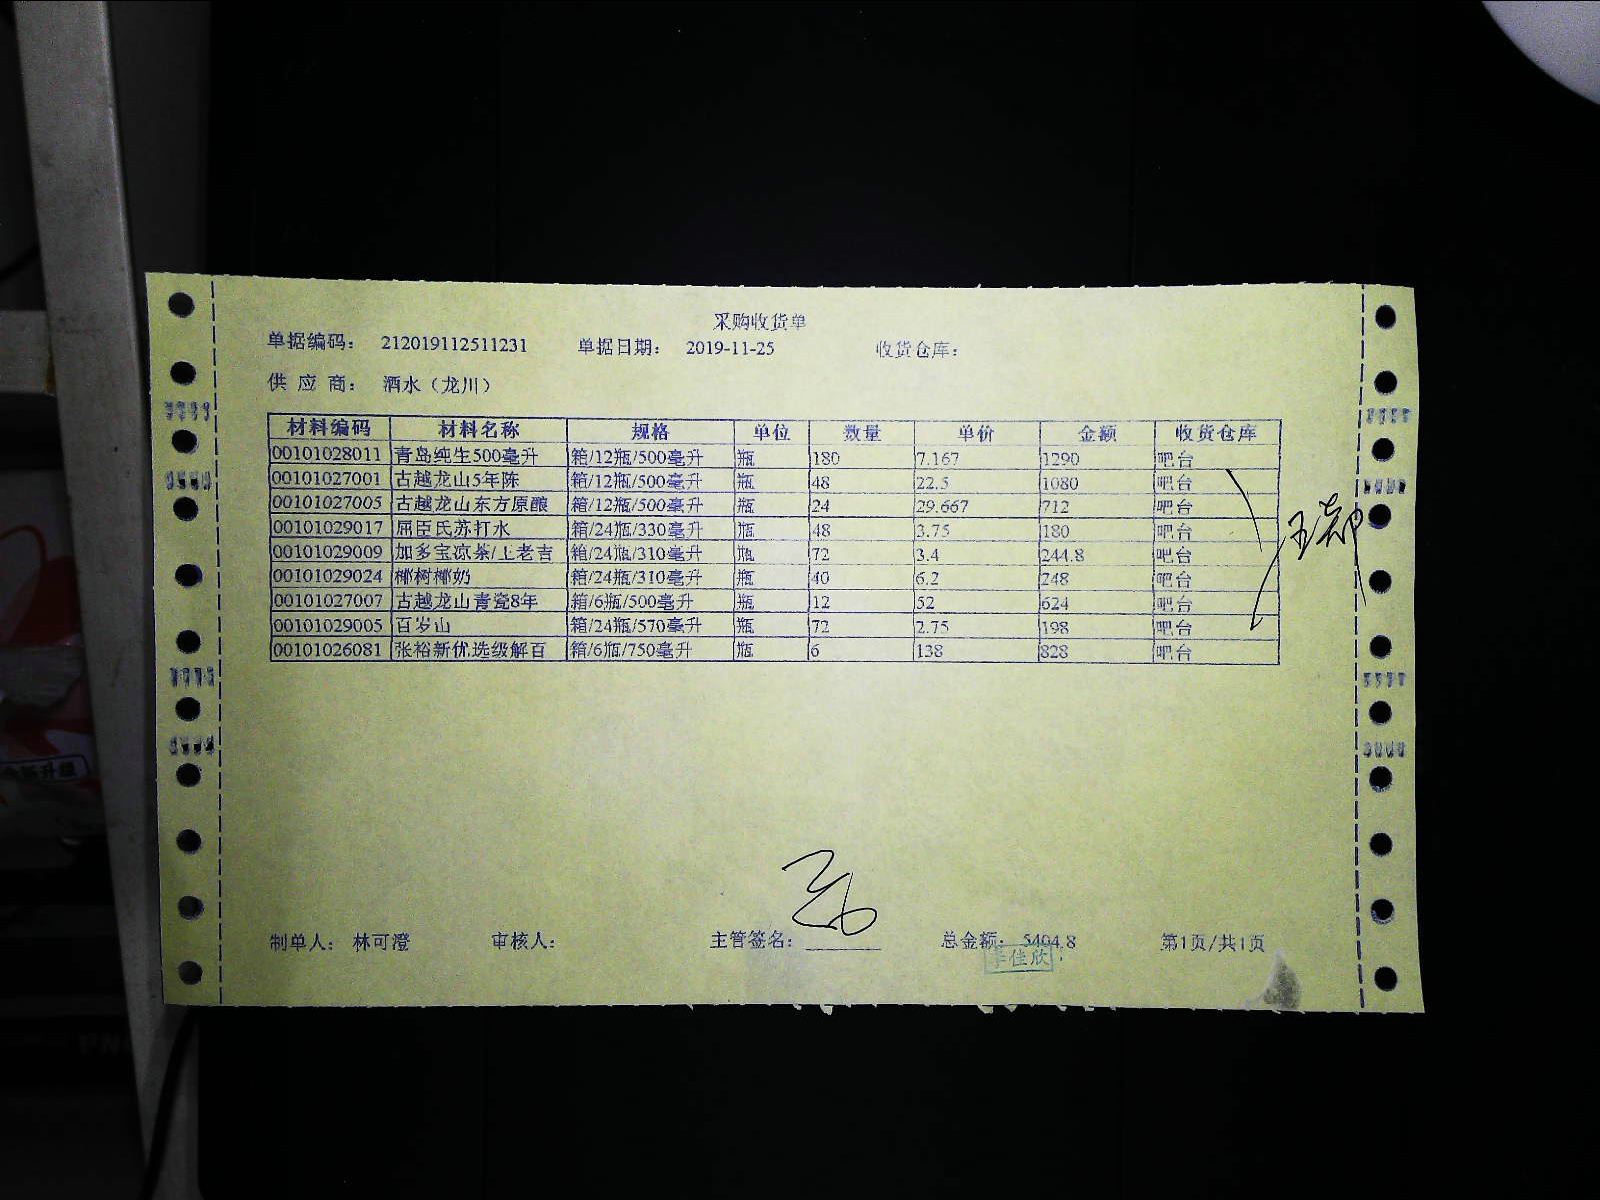 采购收货单
单据编码： 212019112511231 单据日期： 2019-11-25 收货仓库：
供 应 商： 酒水（龙川）
材料编码 材料名称 规格 单位 数量 单价 金额 收货仓库
00101028011 青岛纯生500毫升 箱/12瓶/500毫升 瓶 180 7.167 1290 吧台
00101027001 古越龙山5年陈 箱/12瓶/500毫升 瓶 48 22.5 1080 吧台
00101027005 古越龙山东方原酿 箱/12瓶/500毫升 瓶 24 29.667 712 吧台
00101029017 屈臣氏苏打水 箱/24瓶/330毫升 瓶 48 3.75 180 吧台
00101029009 加多宝凉茶/王老吉 箱/24瓶/310毫升 瓶 72 3.4 244.8 吧台
00101029024 椰树椰奶 箱/24瓶/310毫升 瓶 40 6.2 248 吧台
00101027007 古越龙山青瓷8年 箱/6瓶/500毫升 瓶 12 52 624 吧台
00101029005 百岁山 箱/24瓶/570毫升 瓶 72 2.75 198 吧台
00101026081 张裕新优选级解百 箱/6瓶/750毫升 瓶 6 138 828 吧台
制单人： 林可澄 审核人： 主管签名： 总金额： 5404.8 第1页/共1页
佳欣